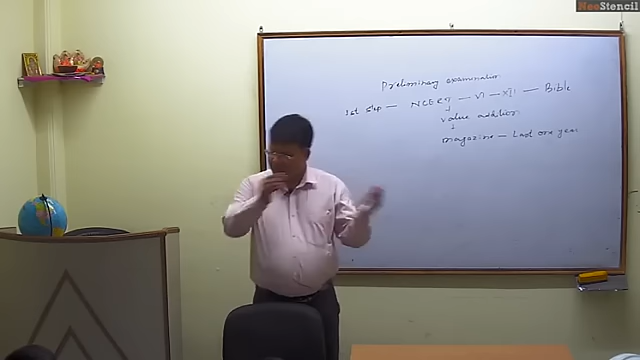 NeoStencil
Preliminary examination
1st step — NCERT — VI — XII — Bible
↓
value addition
↓
magazine — Last one year